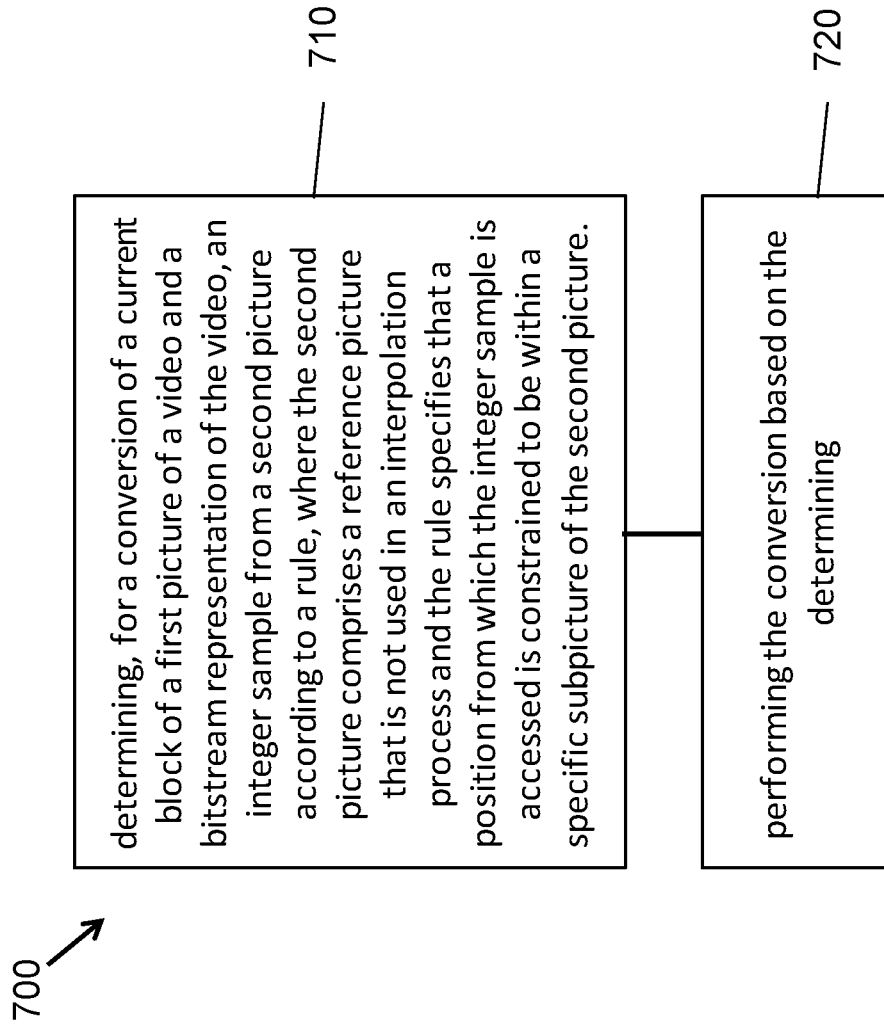 700
determining, for a conversion of a current
block of a first picture of a video and a
bitstream representation of the video, an
integer sample from a second picture
according to a rule, where the second
picture comprises a reference picture
that is not used in an interpolation
process and the rule specifies that a
position from which the integer sample is
accessed is constrained to be within a
specific subpicture of the second picture.
710
performing the conversion based on the
determining
720